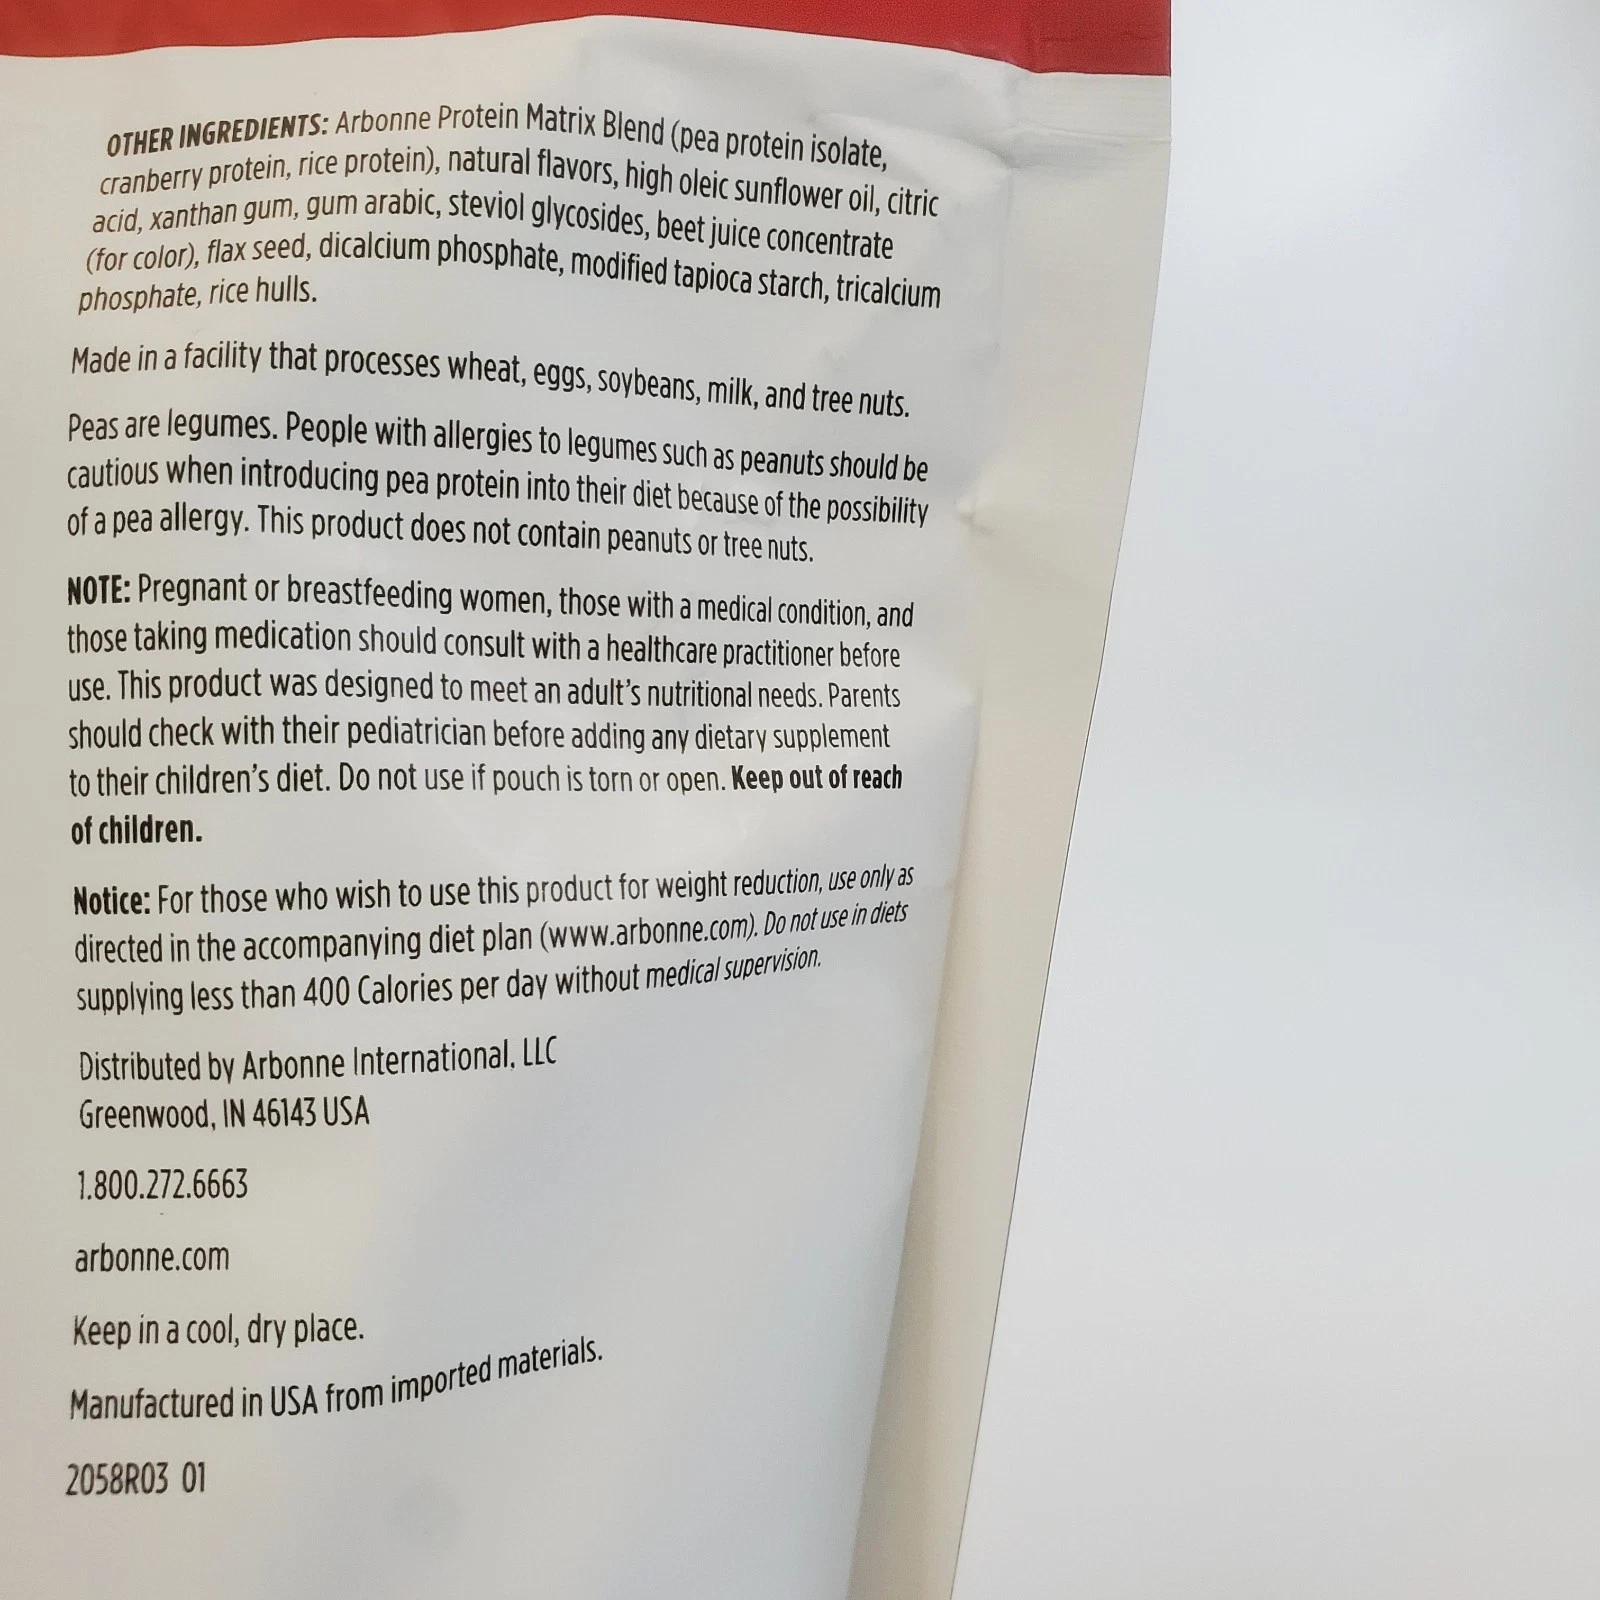 OTHER INGREDIENTS: Arbonne Protein Matrix Blend (pea protein isolate,
cranberry protein, rice protein), natural flavors, high oleic sunflower oil, citric
acid, xanthan gum, gum arabic, steviol glycosides, beet juice concentrate
(for color), flax seed, dicalcium phosphate, modified tapioca starch, tricalcium
phosphate, rice hulls.
Made in a facility that processes wheat, eggs, soybeans, milk, and tree nuts.
Peas are legumes. People with allergies to legumes such as peanuts should be
cautious when introducing pea protein into their diet because of the possibility
of a pea allergy. This product does not contain peanuts or tree nuts.
NOTE: Pregnant or breastfeeding women, those with a medical condition, and
those taking medication should consult with a healthcare practitioner before
use. This product was designed to meet an adult's nutritional needs. Parents
should check with their pediatrician before adding any dietary supplement
to their children's diet. Do not use if pouch is torn or open. Keep out of reach
of children.
Notice: For those who wish to use this product for weight reduction, use only as
directed in the accompanying diet plan (www.arbonne.com). Do not use in diets
supplying less than 400 Calories per day without medical supervision.
Distributed by Arbonne International, LLC
Greenwood, IN 46143 USA
1.800.272.6663
arbonne.com
Keep in a cool, dry place.
Manufactured in USA from imported materials.
2058R03 01